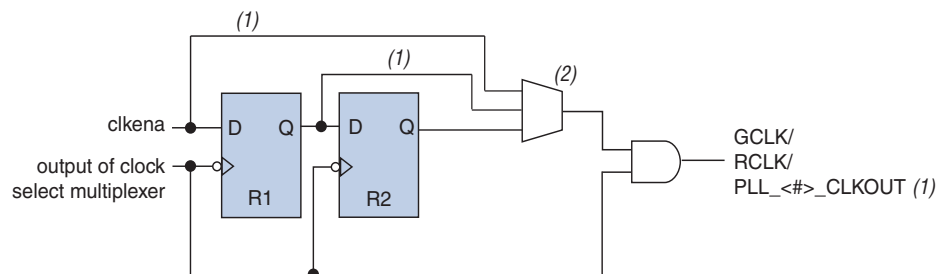 (1)
(1)
(2)
clkena
D
Q
D
Q
output of clock
select multiplexer
R1
R2
GCLK/
RCLK/
PLL_<#>_CLKOUT (1)